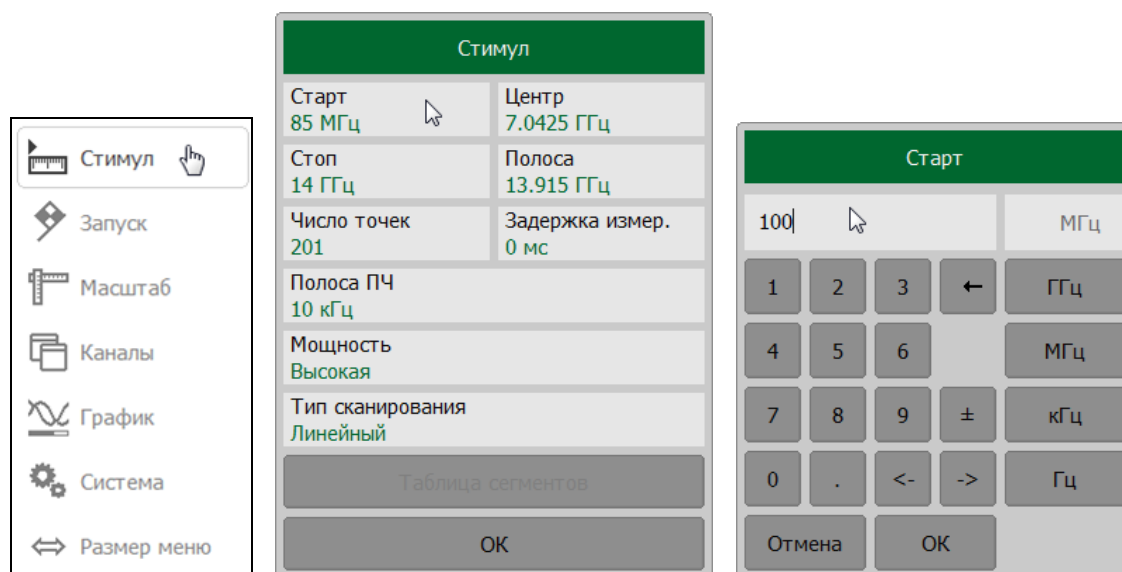 Стимул
Запуск
Масштаб
Каналы
График
Система
Размер меню
Стимул
Старт
85 МГц
Центр
7.0425 ГГц
Стоп
14 ГГц
Полоса
13.915 ГГц
Число точек
201
Задержка измер.
0 мс
Полоса ПЧ
10 кГц
Мощность
Высокая
Тип сканирования
Линейный
Таблица сегментов
ОК
Старт
100 МГц
1 2 3 ← ГГц
4 5 6 МГц
7 8 9 ± кГц
0 . <- -> Гц
Отмена ОК